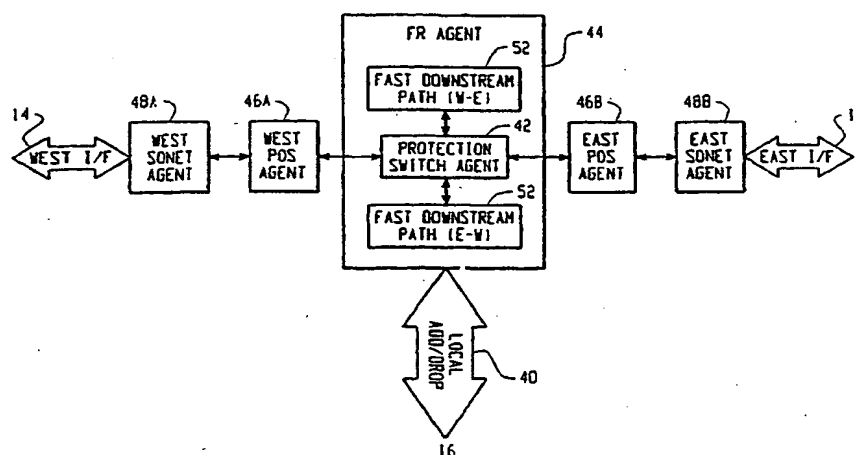 FR AGENT
44
52
FAST DOWNSTREAM
PATH (W-E)
14
48A
46A
42
46B
48B
1
WEST I/F
WEST
SONET
AGENT
WEST
POS
AGENT
PROTECTION
SWITCH AGENT
EAST
POS
AGENT
EAST
SONET
AGENT
EAST I/F
52
FAST DOWNSTREAM
PATH (E-W)
LOCAL
ADD/DROP
40
16